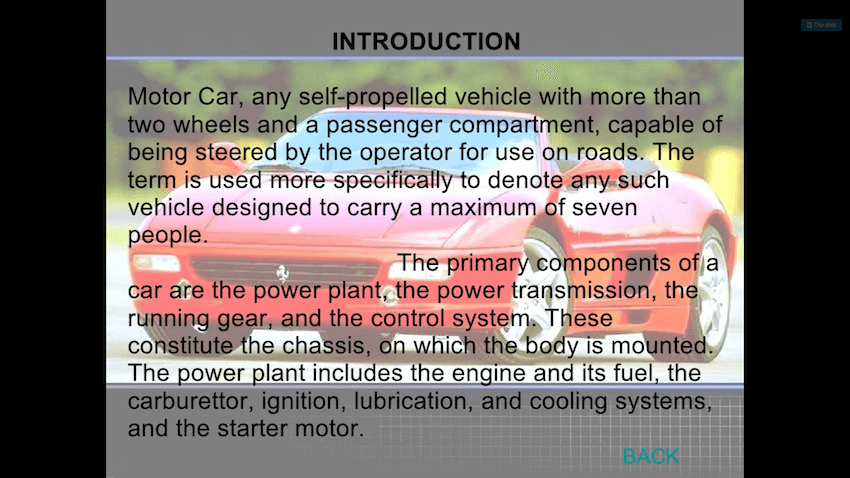 INTRODUCTION
Motor Car, any self-propelled vehicle with more than
two wheels and a passenger compartment, capable of
being steered by the operator for use on roads. The
term is used more specifically to denote any such
vehicle designed to carry a maximum of seven
people.
The primary components of a
car are the power plant, the power transmission, the
running gear, and the control system. These
constitute the chassis, on which the body is mounted.
The power plant includes the engine and its fuel, the
carburettor, ignition, lubrication, and cooling systems,
and the starter motor.
BACK